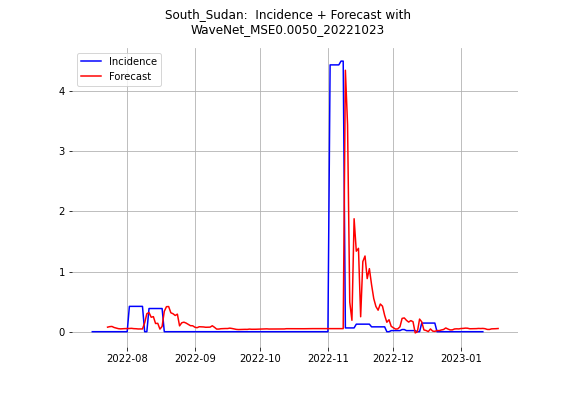 South_Sudan:  Incidence + Forecast with
WaveNet_MSE0.0050_20221023
Incidence
Forecast
4
3
2
1
0
2022-08 2022-09 2022-10 2022-11 2022-12 2023-01